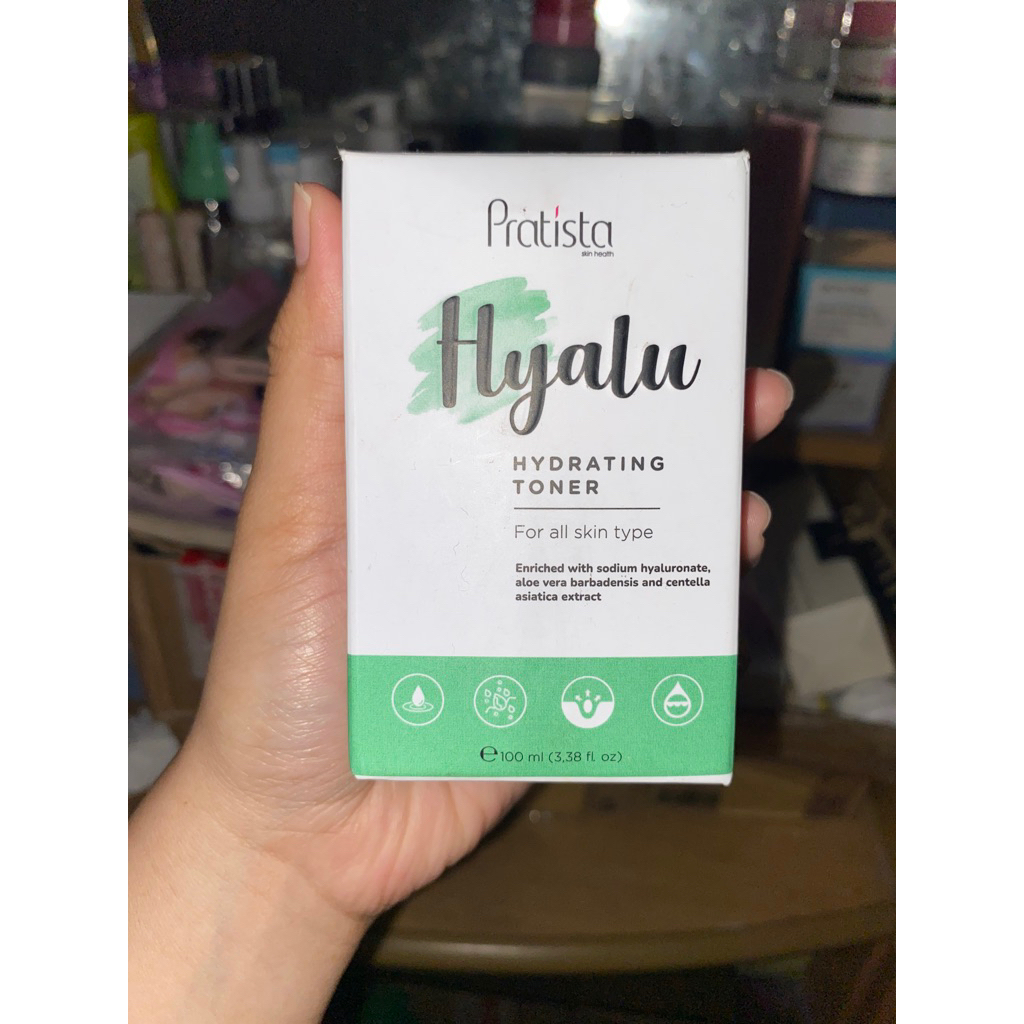 Pratista
skin health
Hyalu
HYDRATING
TONER
For all skin type
Enriched with sodium hyaluronate,
aloe vera barbadensis and centella
asiatica extract
℮100 ml (3,38 fl. oz)